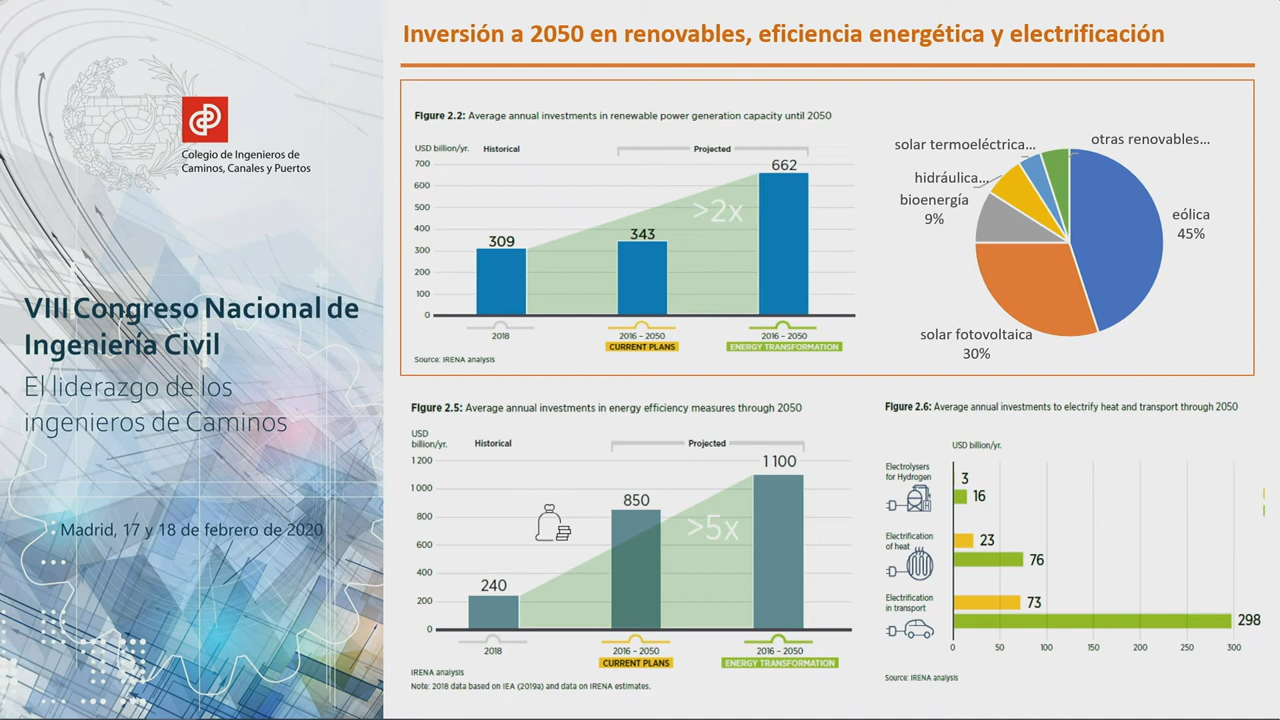 Inversión a 2050 en renovables, eficiencia energética y electrificación
Colegio de Ingenieros de
Caminos, Canales y Puertos
VIII Congreso Nacional de
Ingeniería Civil
El liderazgo de los
ingenieros de Caminos
Madrid, 17 y 18 de febrero de 2020
Figure 2.2: Average annual investments in renewable power generation capacity until 2050
USD billion/yr.
Historical
Projected
700
600
500
400
300
200
100
0
309
343
662
>2x
2018
2016 – 2050
CURRENT PLANS
2016 – 2050
ENERGY TRANSFORMATION
Source: IRENA analysis
solar termoeléctrica...
otras renovables...
hidráulica...
bioenergía
9%
eólica
45%
solar fotovoltaica
30%
Figure 2.5: Average annual investments in energy efficiency measures through 2050
USD
billion/yr.
Historical
Projected
1 200
1 000
800
600
400
200
0
240
850
1 100
>5x
2018
2016 – 2050
CURRENT PLANS
2016 – 2050
ENERGY TRANSFORMATION
IRENA analysis
Note: 2018 data based on IEA (2019a) and data on IRENA estimates.
Figure 2.6: Average annual investments to electrify heat and transport through 2050
USD billion/yr.
Electrolysers
for Hydrogen
3
16
Electrification
of heat
23
76
Electrification
in transport
73
298
0 50 100 150 200 250 300
Source: IRENA analysis